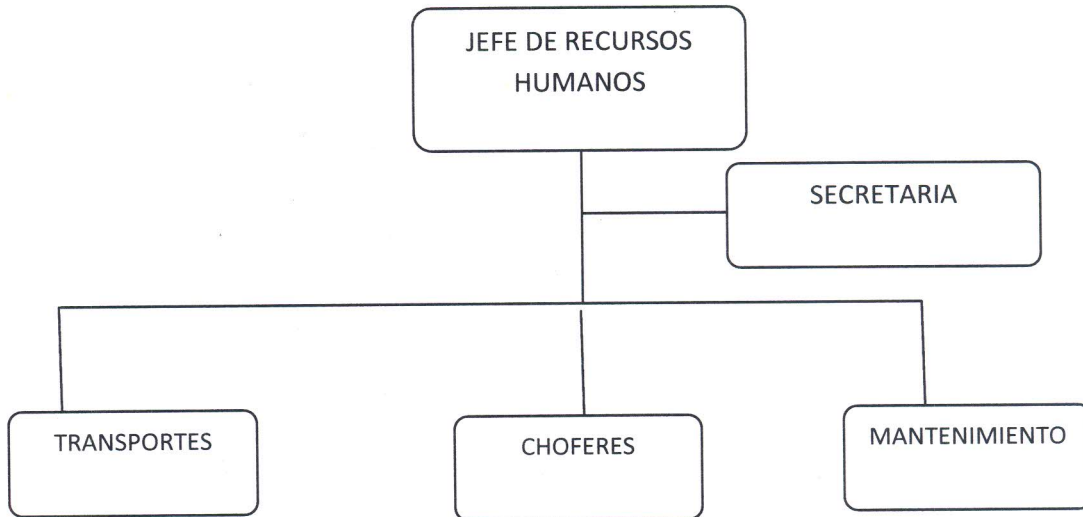 JEFE DE RECURSOS
HUMANOS
SECRETARIA
TRANSPORTES
CHOFERES
MANTENIMIENTO